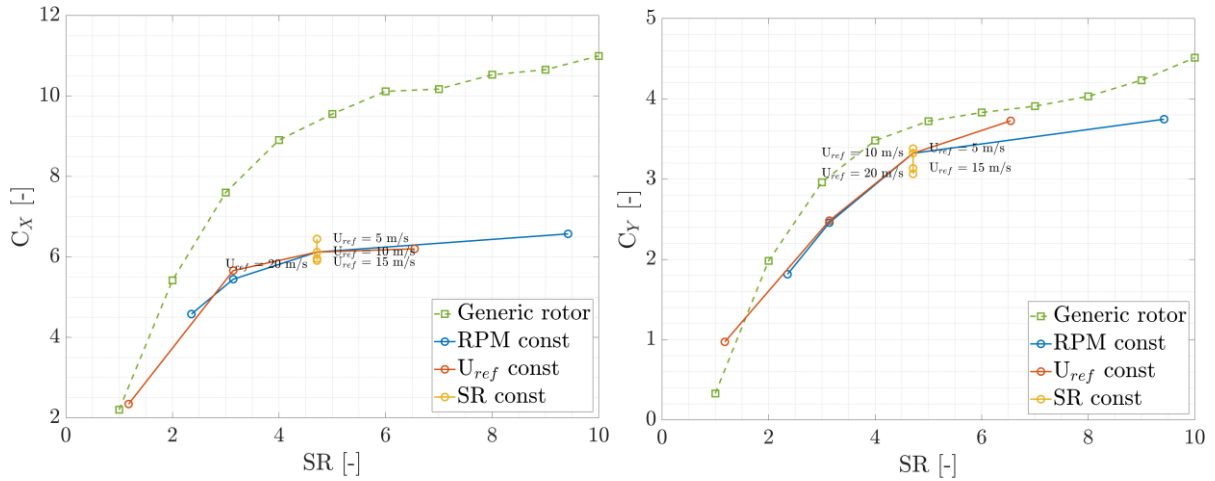 12
10
8
6
4
2
C_X [-]
U_ref = 5 m/s
U_ref = 10 m/s
U_ref = 20 m/s
U_ref = 15 m/s
Generic rotor
RPM const
U_ref const
SR const
0 2 4 6 8 10
SR [-]
5
4
3
2
1
0
C_Y [-]
U_ref = 10 m/s
U_ref = 5 m/s
U_ref = 20 m/s
U_ref = 15 m/s
Generic rotor
RPM const
U_ref const
SR const
0 2 4 6 8 10
SR [-]